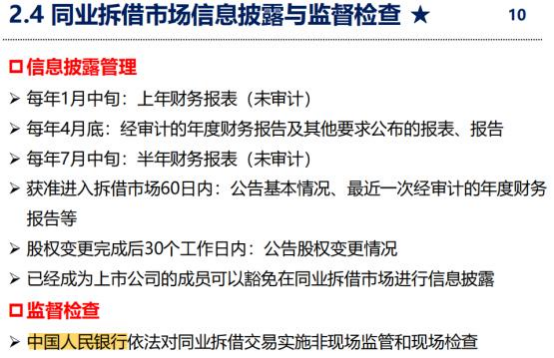 2.4 同业拆借市场信息披露与监督检查 ★ 10
信息披露管理
➢ 每年1月中旬：上年财务报表（未审计）
➢ 每年4月底：经审计的年度财务报告及其他要求公布的报表、报告
➢ 每年7月中旬：半年财务报表（未审计）
➢ 获准进入拆借市场60日内：公告基本情况、最近一次经审计的年度财务
报告等
➢ 股权变更完成后30个工作日内：公告股权变更情况
➢ 已经成为上市公司的成员可以豁免在同业拆借市场进行信息披露
监督检查
➢ 中国人民银行依法对同业拆借交易实施非现场监管和现场检查